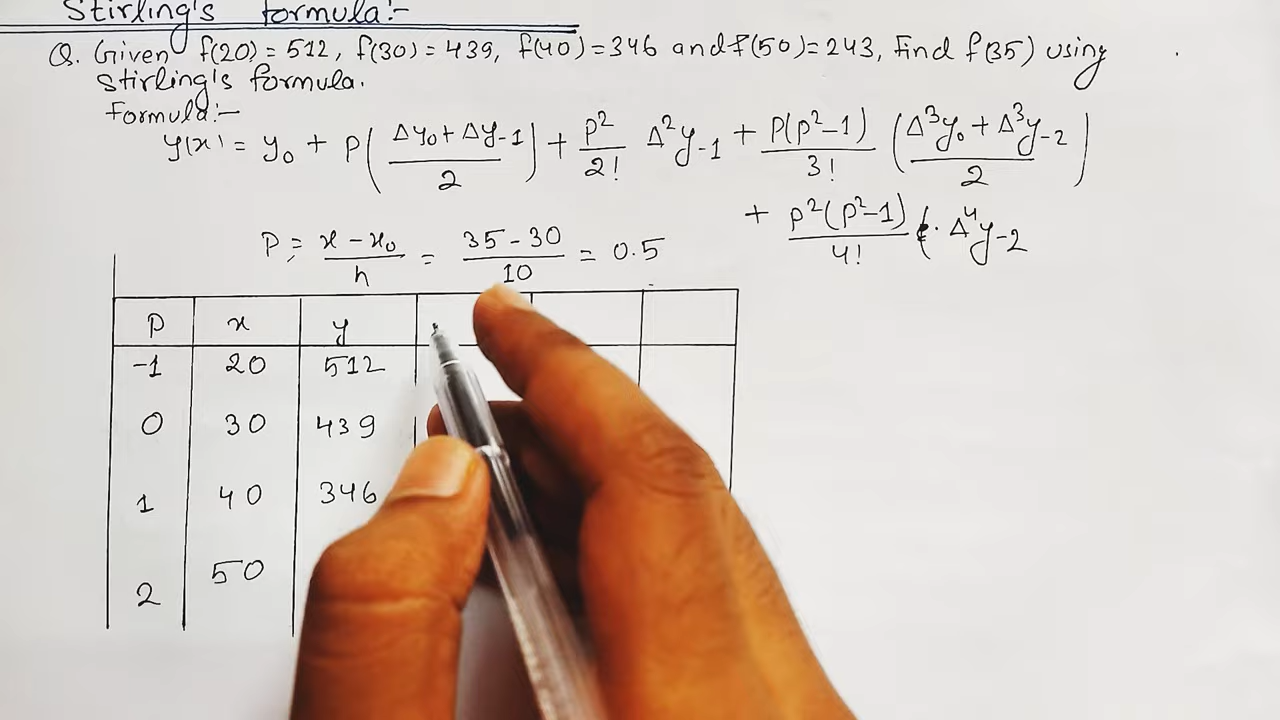 Stirling's formula:-
Q. Given f(20) = 512, f(30) = 439, f(40) = 346 and f(50) = 243, Find f(35) using
Stirling's formula.
Formula:-
y(x) = y₀ + P((Δy₀ + Δy-1)/2) + P²/2! Δ²y-1 + P(P²-1)/3! ((Δ³y₀ + Δ³y-2)/2)
+ P²(P²-1)/4! . Δ⁴y-2
P = (x - x₀)/h = (35 - 30)/10 = 0.5
P x y
-1 20 512
0 30 439
1 40 346
2 50